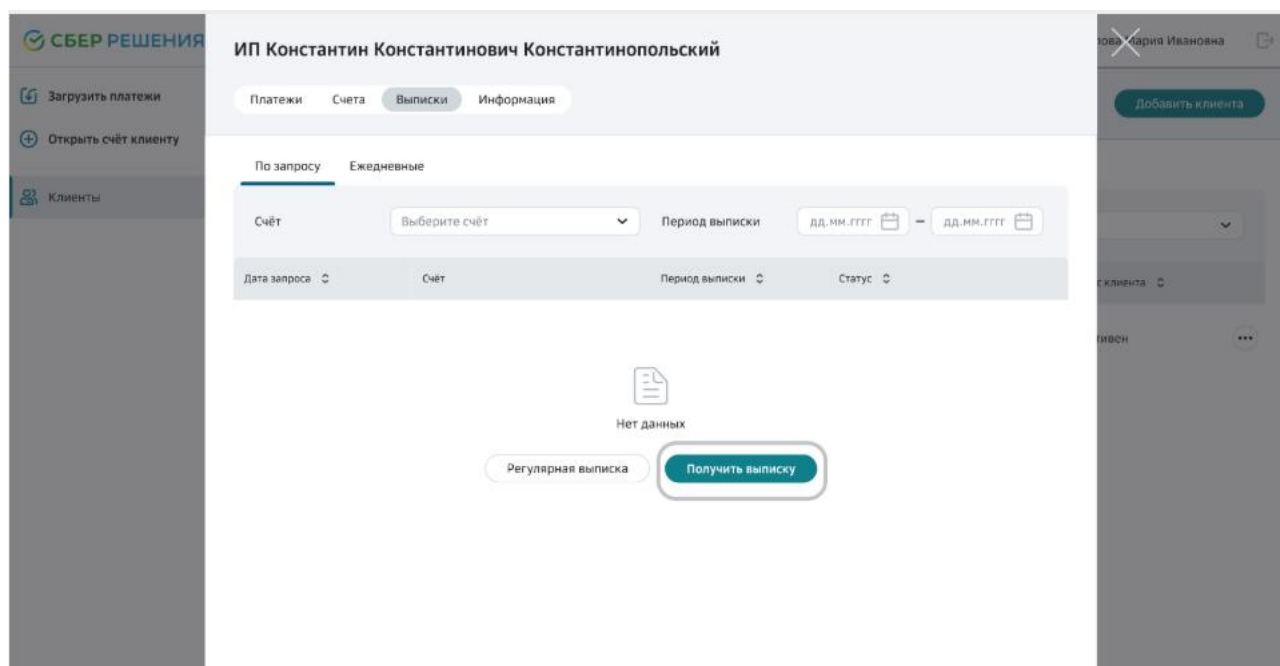 СБЕР РЕШЕНИЯ
ИП Константин Константинович Константинопольский
Мария Ивановна
Загрузить платежи
Платежи Счета Выписки Информация
Добавить клиента
Открыть счёт клиенту
По запросу Ежедневные
Клиенты
Счёт Выберите счёт Период выписки дд.мм.гггг – дд.мм.гггг
Дата запроса Счёт Период выписки Статус
клиента
Нет данных
Регулярная выписка Получить выписку